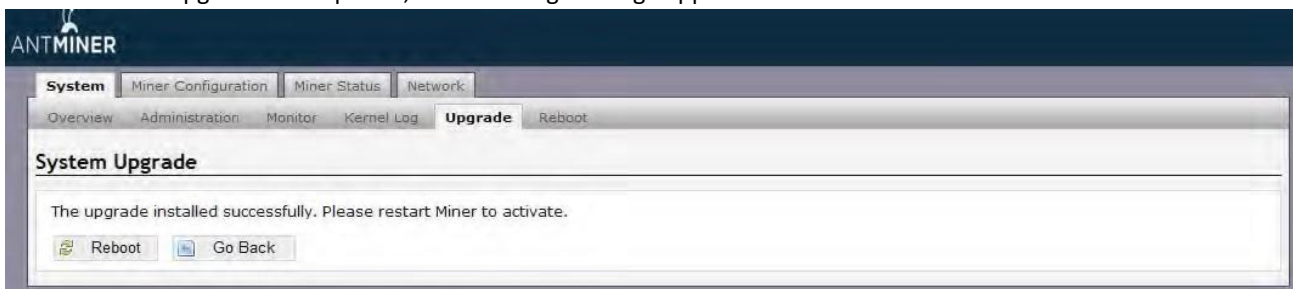 ANTMINER
System Miner Configuration Miner Status Network
Overview Administration Monitor Kernel Log Upgrade Reboot
System Upgrade
The upgrade installed successfully. Please restart Miner to activate.
Reboot Go Back